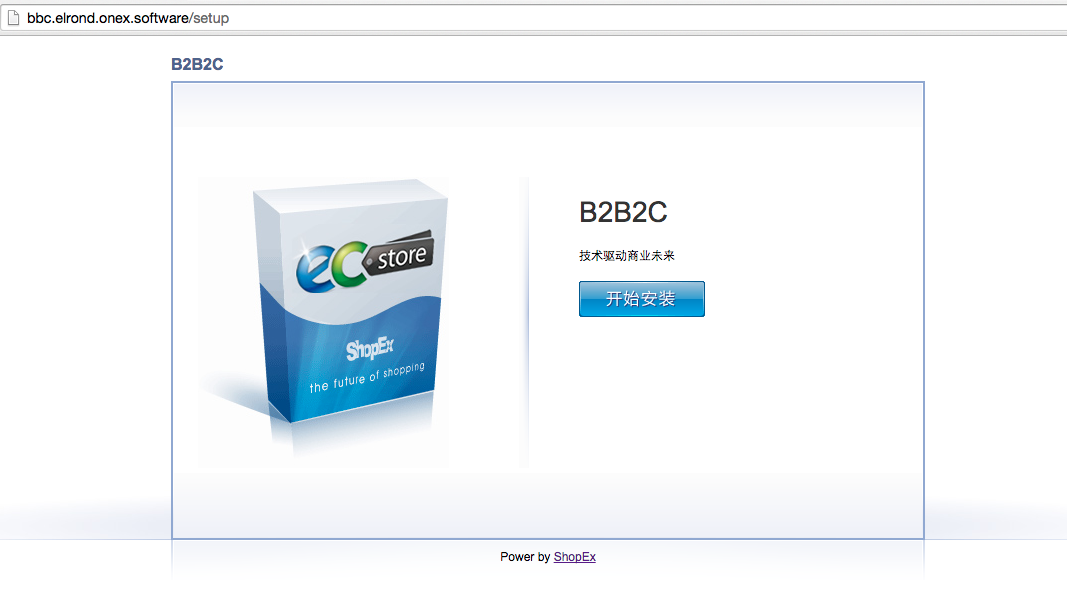 bbc.elrond.onex.software/setup
B2B2C
ec store
ShopEx
the future of shopping
B2B2C
技术驱动商业未来
开始安装
Power by ShopEx